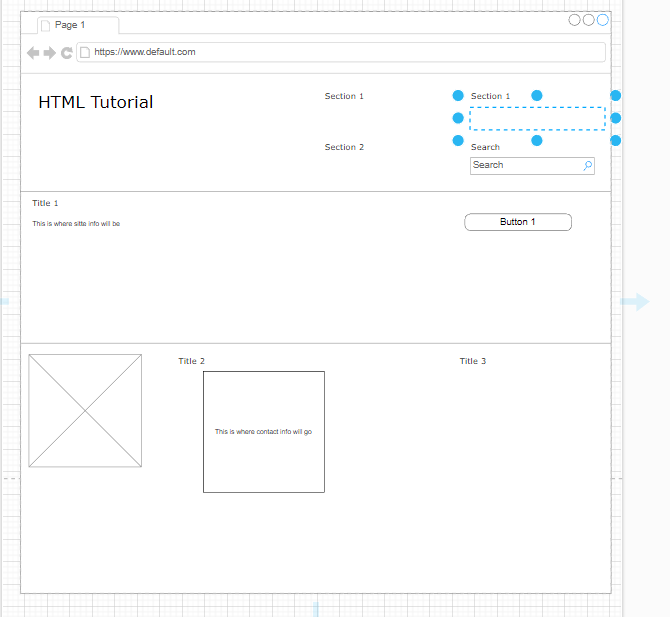 Page 1
https://www.default.com
HTML Tutorial
Section 1
Section 1
Section 2
Search
Search
Title 1
This is where sitte info will be
Button 1
Title 2
Title 3
This is where contact info will go